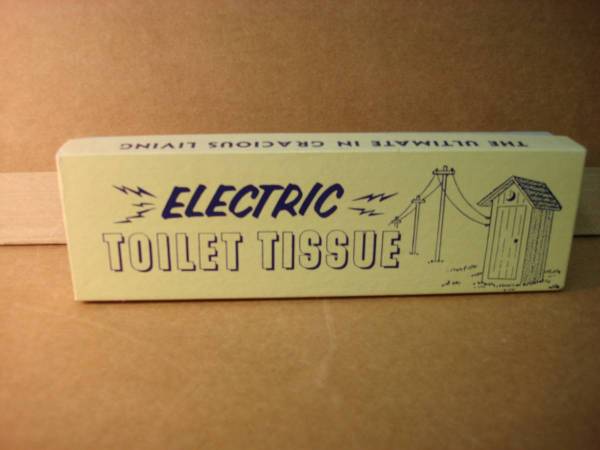 THE ULTIMATE IN GRACIOUS LIVING
ELECTRIC
TOILET TISSUE